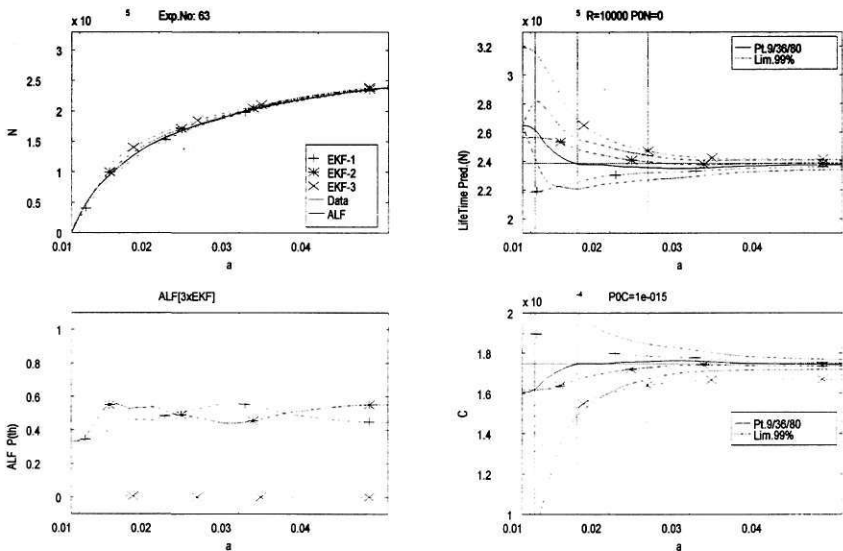 x 10
5
Exp.No: 63
3
2.5
2
1.5
1
0.5
0
N
EKF-1
EKF-2
EKF-3
Data
ALF
0.01 0.02 0.03 0.04
a
x 10
5
R=10000 P0N=0
3.2
3
2.8
2.6
2.4
2.2
2
LifeTime Pred.(N)
Pt.9/36/80
Lim.99%
0.01 0.02 0.03 0.04
a
ALF[3xEKF]
1
0.8
0.6
0.4
0.2
0
ALF P(th)
0.01 0.02 0.03 0.04
a
x 10
P0C=1e-015
2
1.8
1.6
1.4
1.2
1
C
Pt.9/36/80
Lim.99%
0.01 0.02 0.03 0.04
a